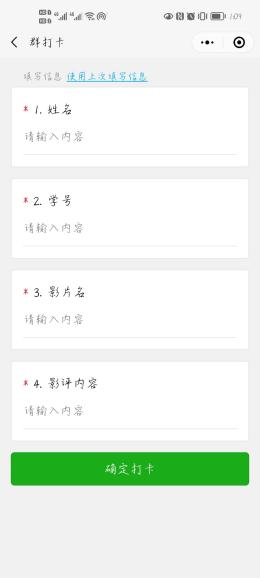 1:09
群打卡
填写信息 使用上次填写信息
* 1. 姓名
请输入内容
* 2. 学号
请输入内容
* 3. 影片名
请输入内容
* 4. 影评内容
请输入内容
确定打卡